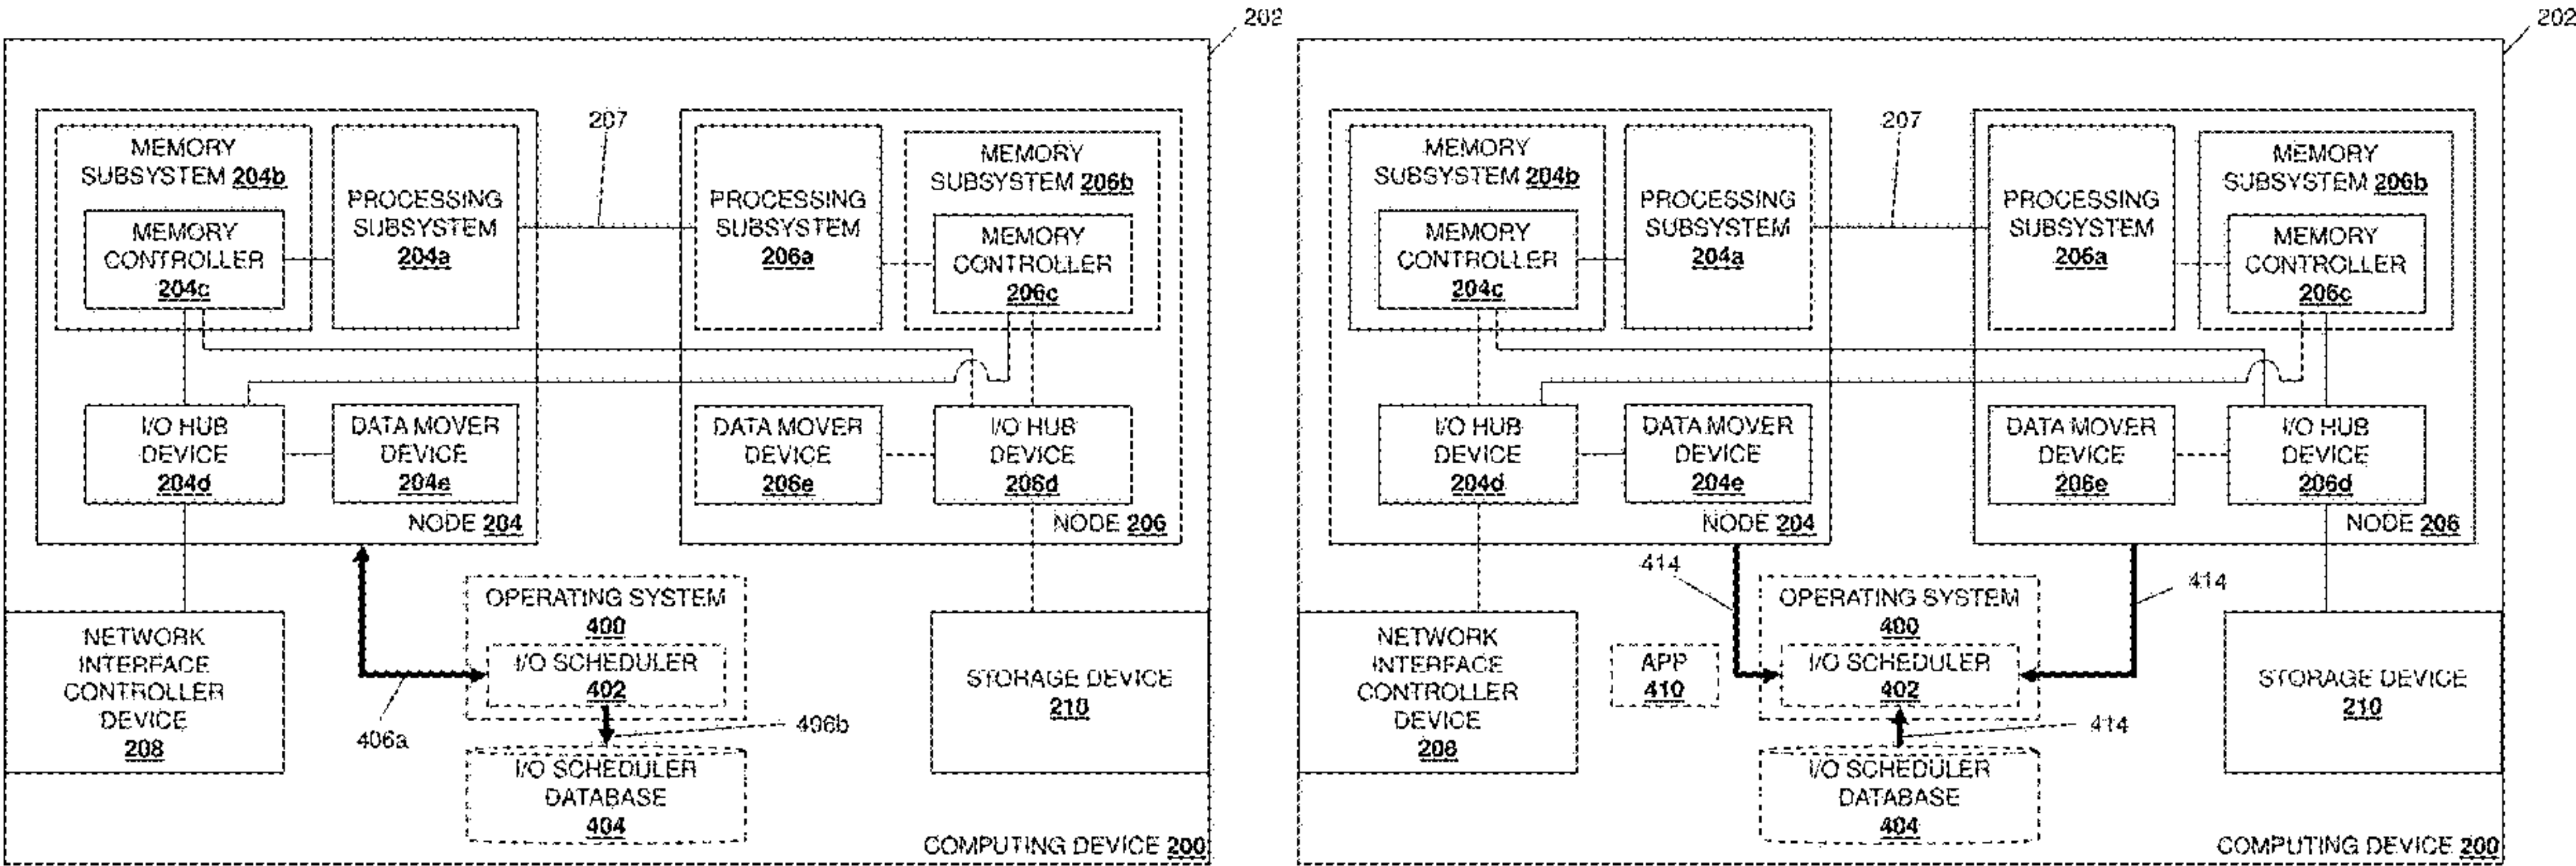 202
207
MEMORY
SUBSYSTEM 204b
MEMORY
CONTROLLER
204c
PROCESSING
SUBSYSTEM
204a
PROCESSING
SUBSYSTEM
206a
MEMORY
SUBSYSTEM 206b
MEMORY
CONTROLLER
206c
I/O HUB
DEVICE
204d
DATA MOVER
DEVICE
204e
NODE 204
DATA MOVER
DEVICE
206e
I/O HUB
DEVICE
206d
NODE 206
NETWORK
INTERFACE
CONTROLLER
DEVICE
208
406a
OPERATING SYSTEM
400
I/O SCHEDULER
402
406b
I/O SCHEDULER
DATABASE
404
STORAGE DEVICE
210
COMPUTING DEVICE 200
202
207
MEMORY
SUBSYSTEM 204b
MEMORY
CONTROLLER
204c
PROCESSING
SUBSYSTEM
204a
PROCESSING
SUBSYSTEM
206a
MEMORY
SUBSYSTEM 206b
MEMORY
CONTROLLER
206c
I/O HUB
DEVICE
204d
DATA MOVER
DEVICE
204e
NODE 204
DATA MOVER
DEVICE
206e
I/O HUB
DEVICE
206d
NODE 206
414
414
NETWORK
INTERFACE
CONTROLLER
DEVICE
208
APP
410
OPERATING SYSTEM
400
I/O SCHEDULER
402
414
I/O SCHEDULER
DATABASE
404
STORAGE DEVICE
210
COMPUTING DEVICE 200